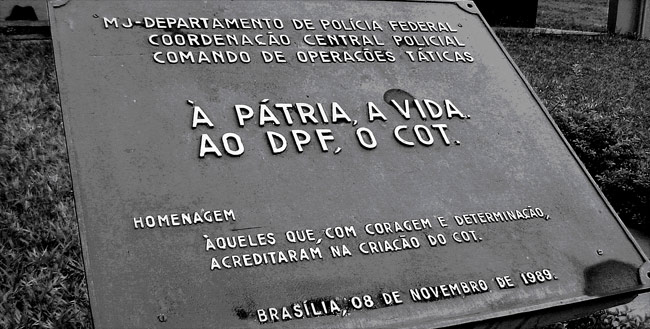 MJ-DEPARTAMENTO DE POLÍCIA FEDERAL
COORDENAÇÃO CENTRAL POLICIAL
COMANDO DE OPERAÇÕES TÁTICAS
À PÁTRIA, A VIDA.
AO DPF, O COT.
HOMENAGEM
ÀQUELES QUE, COM CORAGEM E DETERMINAÇÃO,
ACREDITARAM NA CRIAÇÃO DO COT.
BRASÍLIA, 08 DE NOVEMBRO DE 1989.